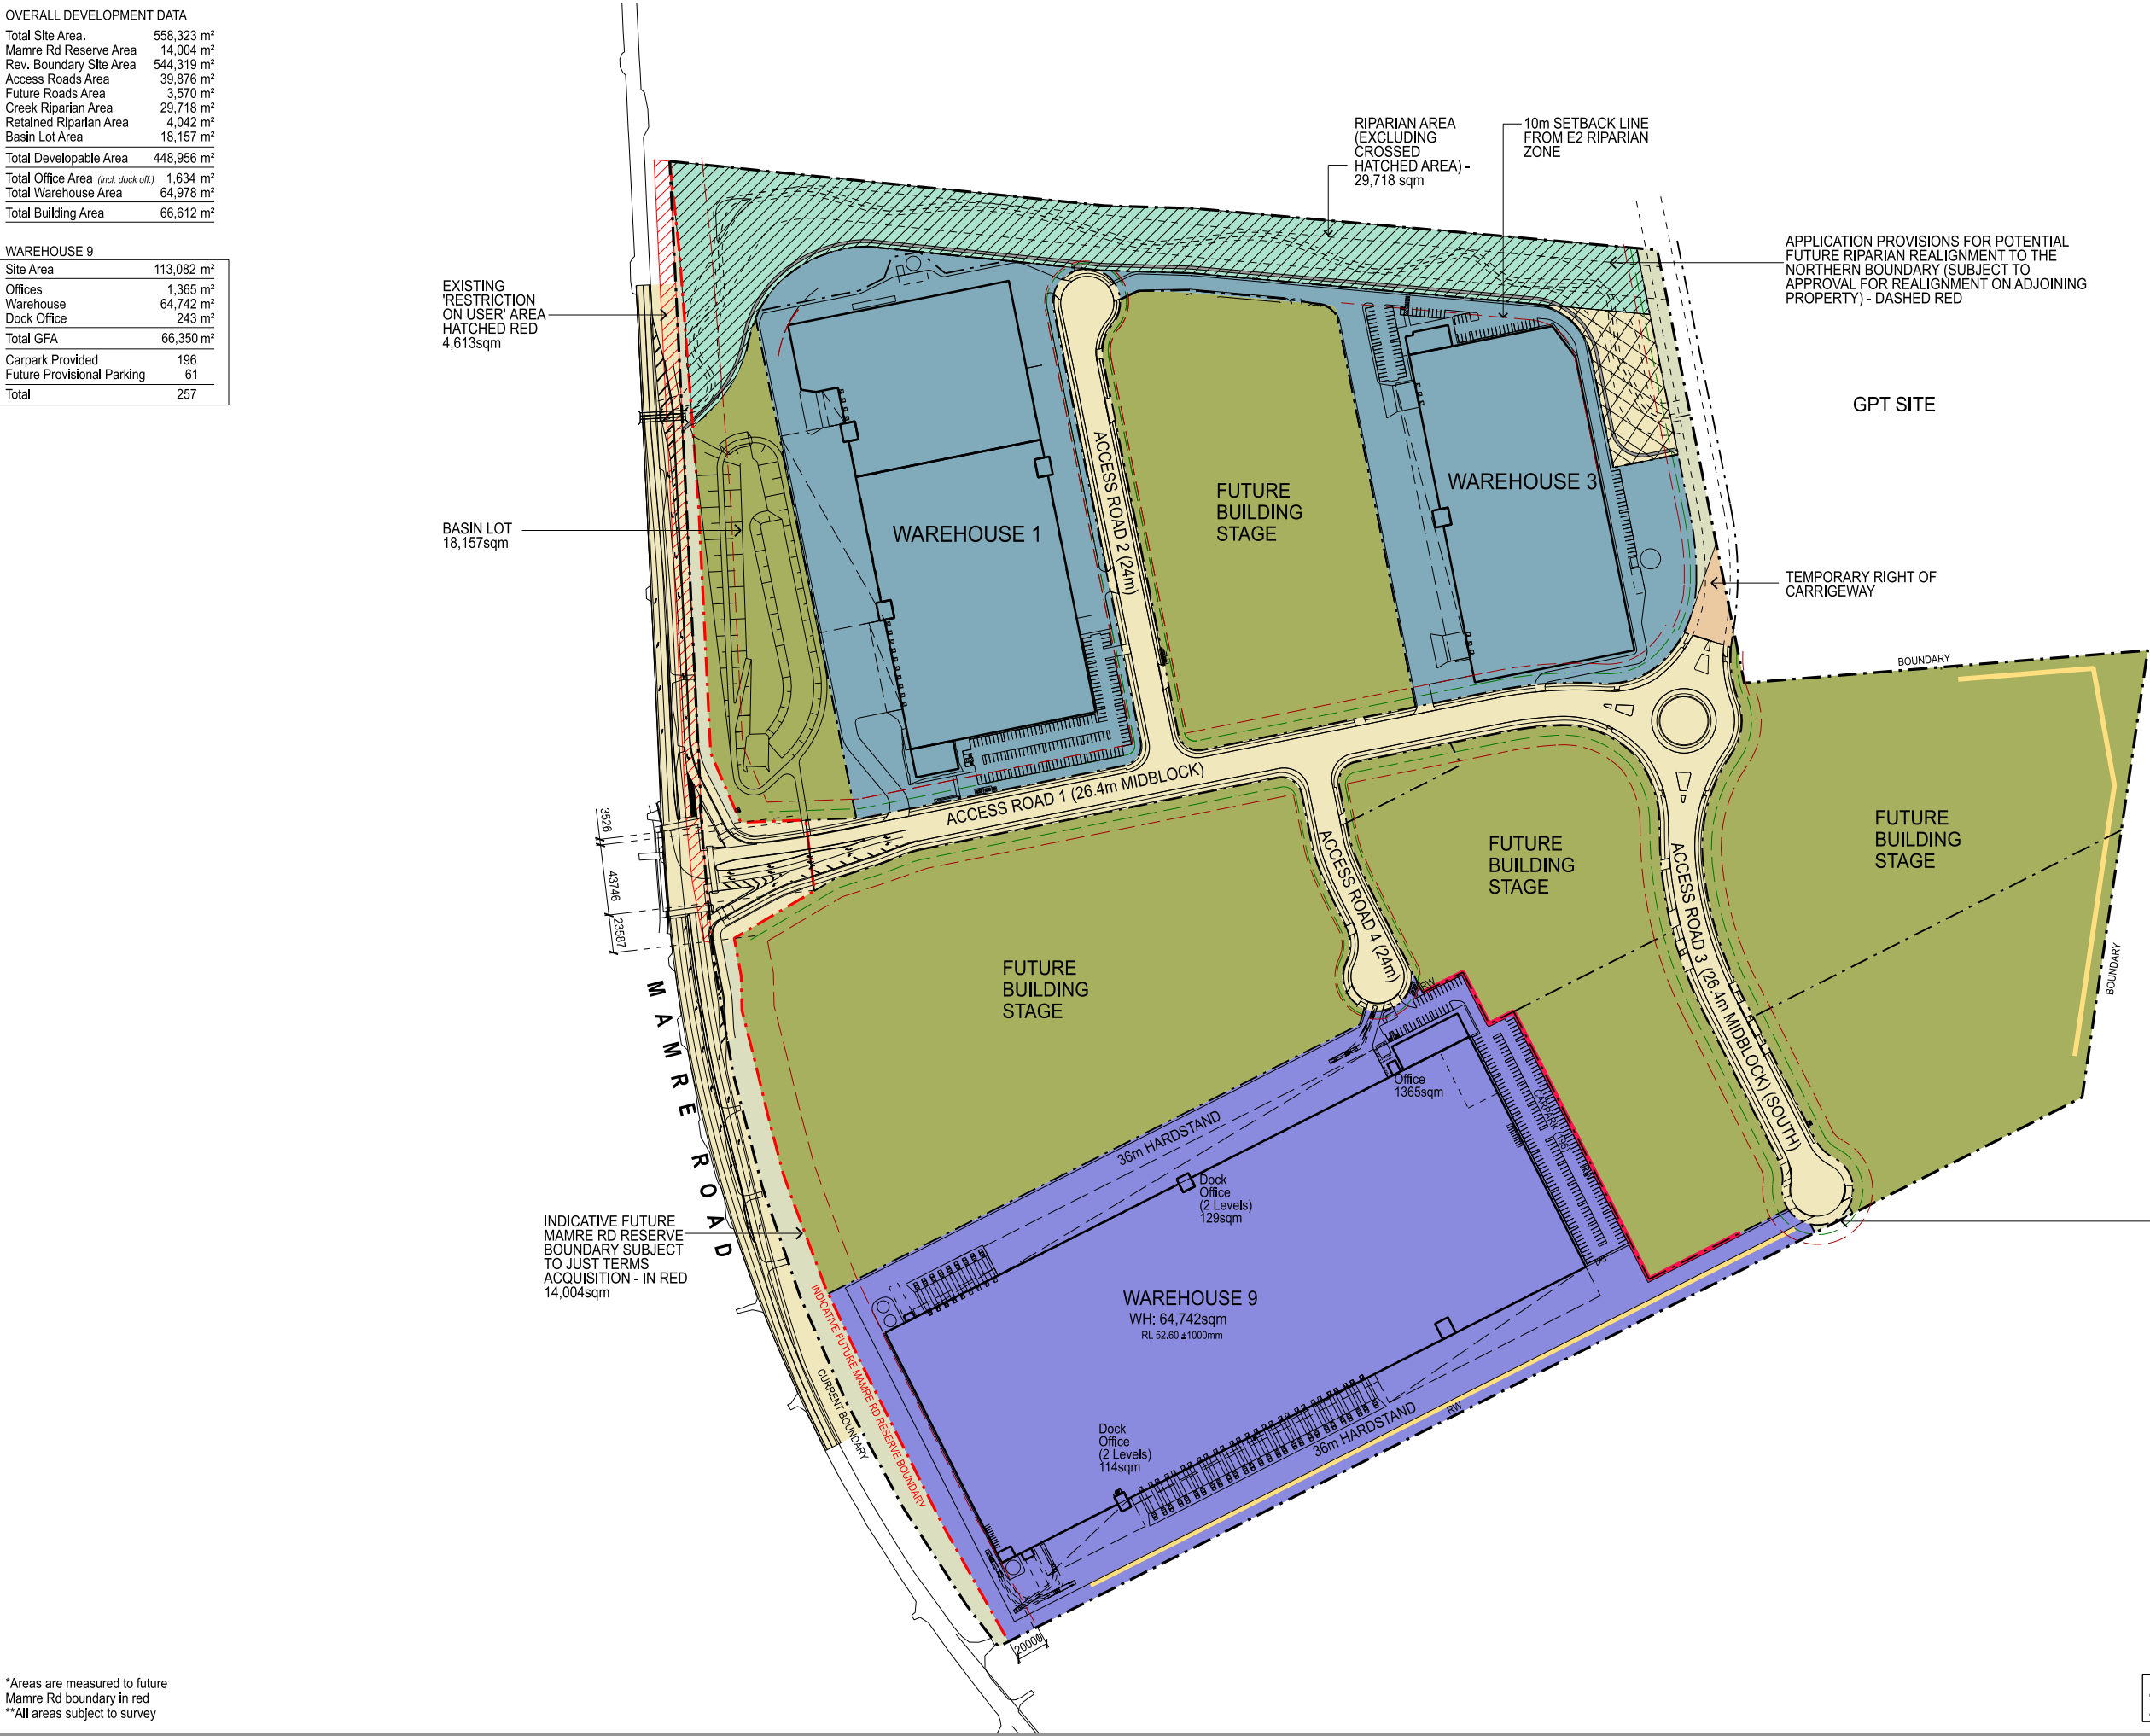 OVERALL DEVELOPMENT DATA
Total Site Area. 558,323 m²
Mamre Rd Reserve Area 14,004 m²
Rev. Boundary Site Area 544,319 m²
Access Roads Area 39,876 m²
Future Roads Area 3,570 m²
Creek Riparian Area 29,718 m²
Retained Riparian Area 4,042 m²
Basin Lot Area 18,157 m²
Total Developable Area 448,956 m²
Total Office Area (incl. dock off.) 1,634 m²
Total Warehouse Area 64,978 m²
Total Building Area 66,612 m²
WAREHOUSE 9
Site Area 113,082 m²
Offices 1,365 m²
Warehouse 64,742 m²
Dock Office 243 m²
Total GFA 66,350 m²
Carpark Provided 196
Future Provisional Parking 61
Total 257
RIPARIAN AREA
(EXCLUDING
CROSSED
HATCHED AREA) -
29,718 sqm
10m SETBACK LINE
FROM E2 RIPARIAN
ZONE
APPLICATION PROVISIONS FOR POTENTIAL
FUTURE RIPARIAN REALIGNMENT TO THE
NORTHERN BOUNDARY (SUBJECT TO
APPROVAL FOR REALIGNMENT ON ADJOINING
PROPERTY) - DASHED RED
EXISTING
'RESTRICTION
ON USER' AREA
HATCHED RED
4,613sqm
GPT SITE
BASIN LOT
18,157sqm
WAREHOUSE 1
ACCESS ROAD 2 (24m)
FUTURE
BUILDING
STAGE
WAREHOUSE 3
TEMPORARY RIGHT OF
CARRIGEWAY
BOUNDARY
ACCESS ROAD 1 (26.4m MIDBLOCK)
3526
43746
23587
ACCESS ROAD 4 (24m)
FUTURE
BUILDING
STAGE
ACCESS ROAD 3 (26.4m MIDBLOCK) (SOUTH)
FUTURE
BUILDING
STAGE
BOUNDARY
FUTURE
BUILDING
STAGE
MAMRE ROAD
RW
Office
1365sqm
CARPARK (196)
36m HARDSTAND
Dock
Office
(2 Levels)
129sqm
INDICATIVE FUTURE
MAMRE RD RESERVE
BOUNDARY SUBJECT
TO JUST TERMS
ACQUISITION - IN RED
14,004sqm
INDICATIVE FUTURE MAMRE RD RESERVE BOUNDARY
CURRENT BOUNDARY
WAREHOUSE 9
WH: 64,742sqm
RL 52.60 ±1000mm
Dock
Office
(2 Levels)
114sqm
36m HARDSTAND
RW
20000
*Areas are measured to future
Mamre Rd boundary in red
**All areas subject to survey